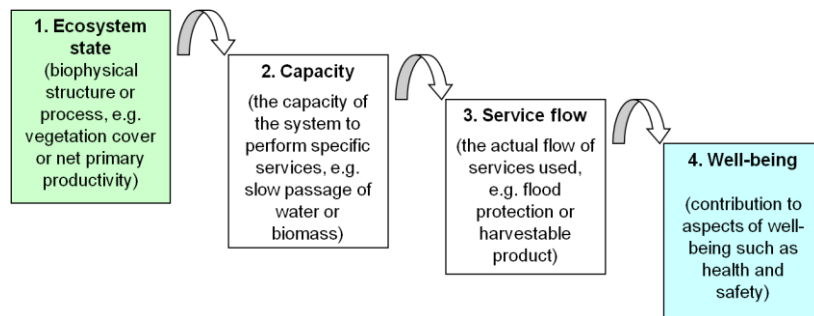 1. Ecosystem
state
(biophysical
structure or
process, e.g.
vegetation cover
or net primary
productivity)
2. Capacity
(the capacity of
the system to
perform specific
services, e.g.
slow passage of
water or
biomass)
3. Service flow
(the actual flow of
services used,
e.g. flood
protection or
harvestable
product)
4. Well-being
(contribution to
aspects of well-
being such as
health and
safety)